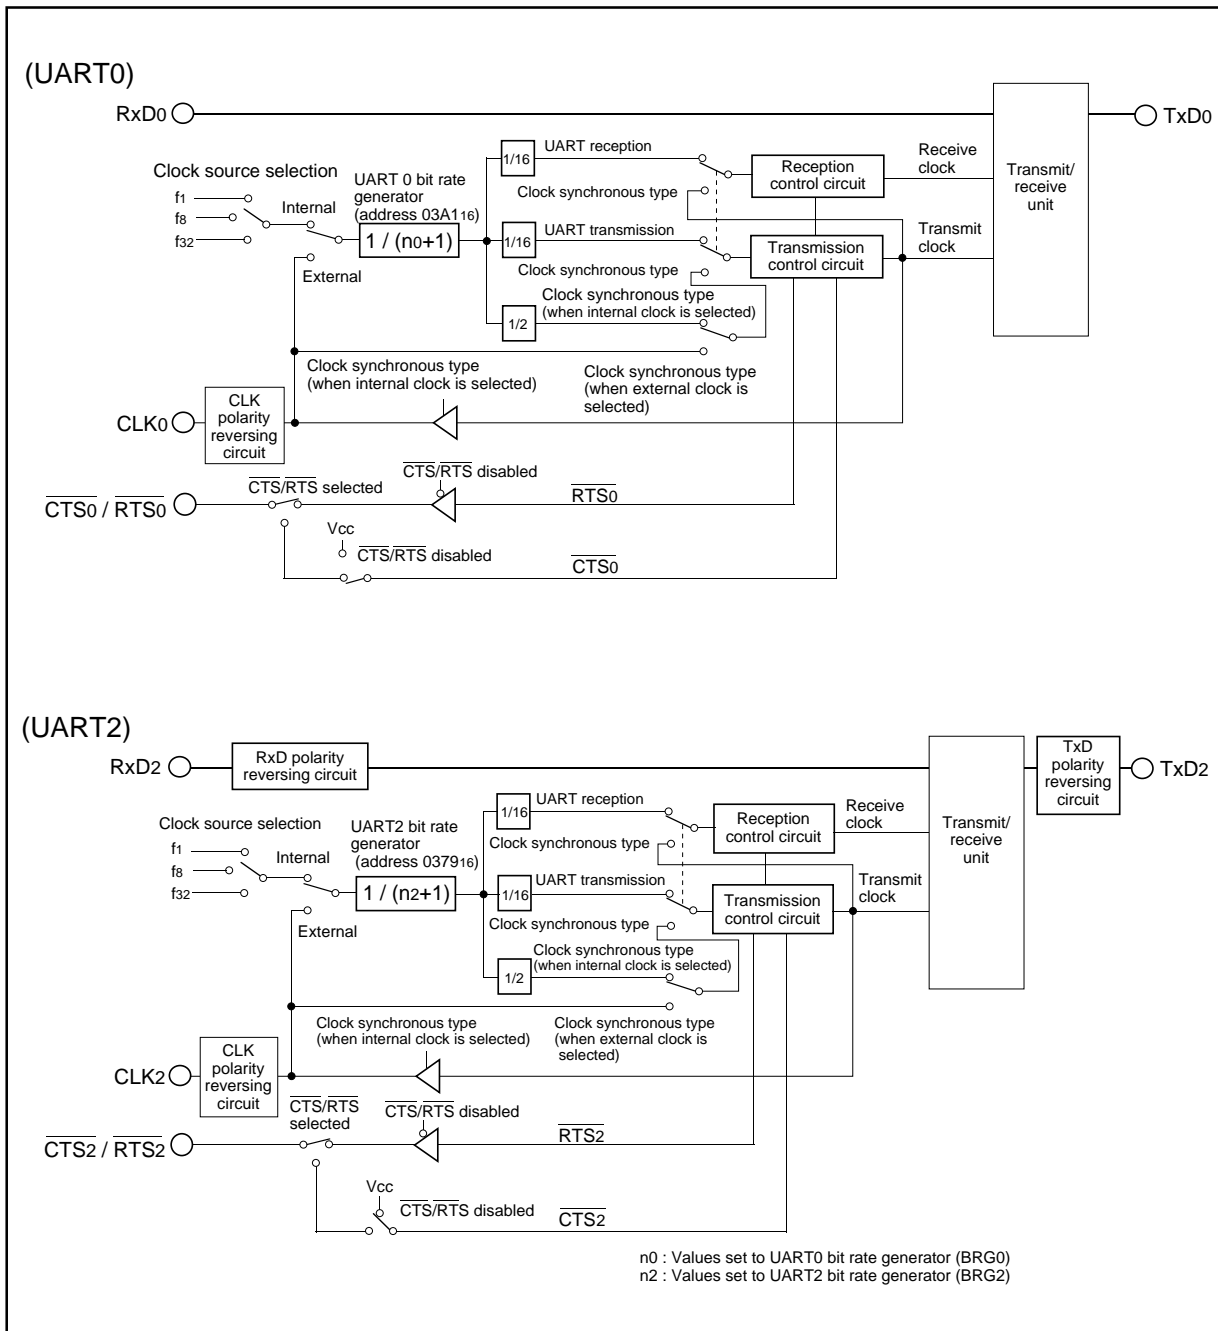 (UART0)
RxD0
TxD0
Clock source selection
f1
f8
f32
Internal
External
UART 0 bit rate
generator
(address 03A116)
1 / (n0+1)
1/16
UART reception
Clock synchronous type
1/16
UART transmission
Clock synchronous type
Clock synchronous type
(when internal clock is selected)
1/2
Reception
control circuit
Transmission
control circuit
Receive
clock
Transmit
clock
Transmit/
receive
unit
Clock synchronous type
(when internal clock is selected)
Clock synchronous type
(when external clock is
selected)
CLK0
CLK
polarity
reversing
circuit
CTS0 / RTS0
CTS/RTS selected
CTS/RTS disabled
RTS0
Vcc
CTS/RTS disabled
CTS0
(UART2)
RxD2
RxD polarity
reversing circuit
TxD
polarity
reversing
circuit
TxD2
Clock source selection
f1
f8
f32
Internal
External
UART2 bit rate
generator
(address 037916)
1 / (n2+1)
1/16
UART reception
Clock synchronous type
1/16
UART transmission
Clock synchronous type
Clock synchronous type
(when internal clock is selected)
1/2
Reception
control circuit
Transmission
control circuit
Receive
clock
Transmit
clock
Transmit/
receive
unit
Clock synchronous type
(when internal clock is selected)
Clock synchronous type
(when external clock is
selected)
CLK2
CLK
polarity
reversing
circuit
CTS2 / RTS2
CTS/RTS
selected
CTS/RTS disabled
RTS2
Vcc
CTS/RTS disabled
CTS2
n0 : Values set to UART0 bit rate generator (BRG0)
n2 : Values set to UART2 bit rate generator (BRG2)